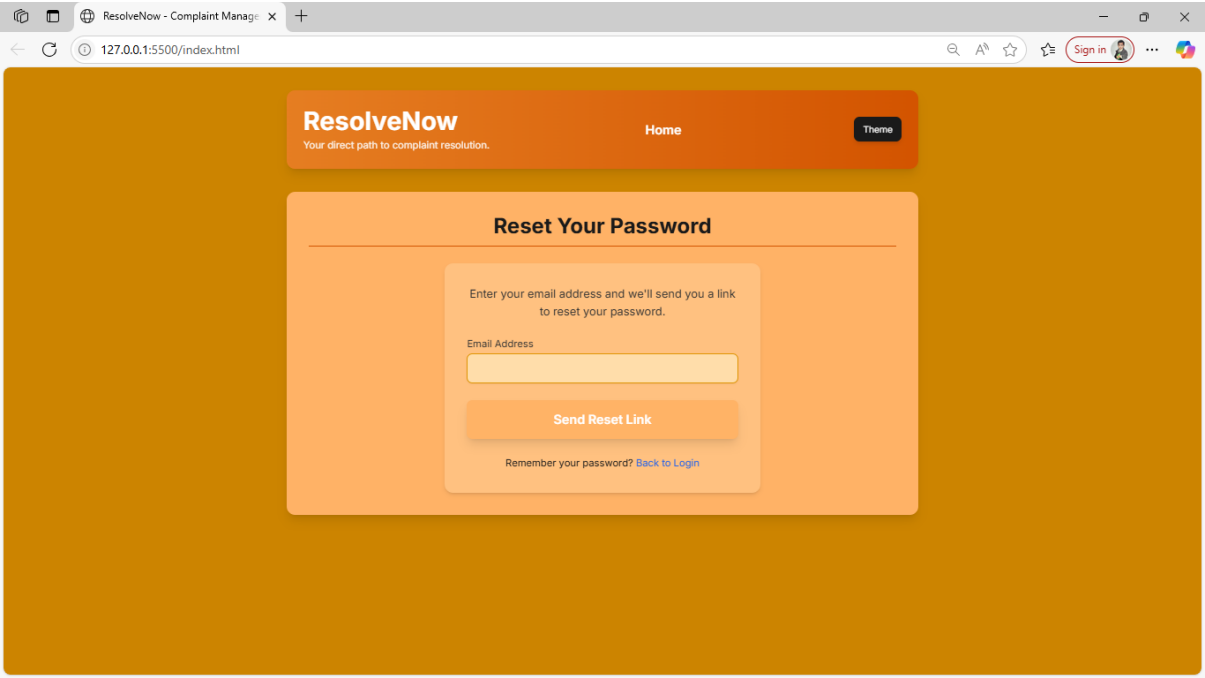 ResolveNow - Complaint Manage
127.0.0.1:5500/index.html
Sign in
ResolveNow
Your direct path to complaint resolution.
Home
Theme
Reset Your Password
Enter your email address and we'll send you a link
to reset your password.
Email Address
Send Reset Link
Remember your password? Back to Login